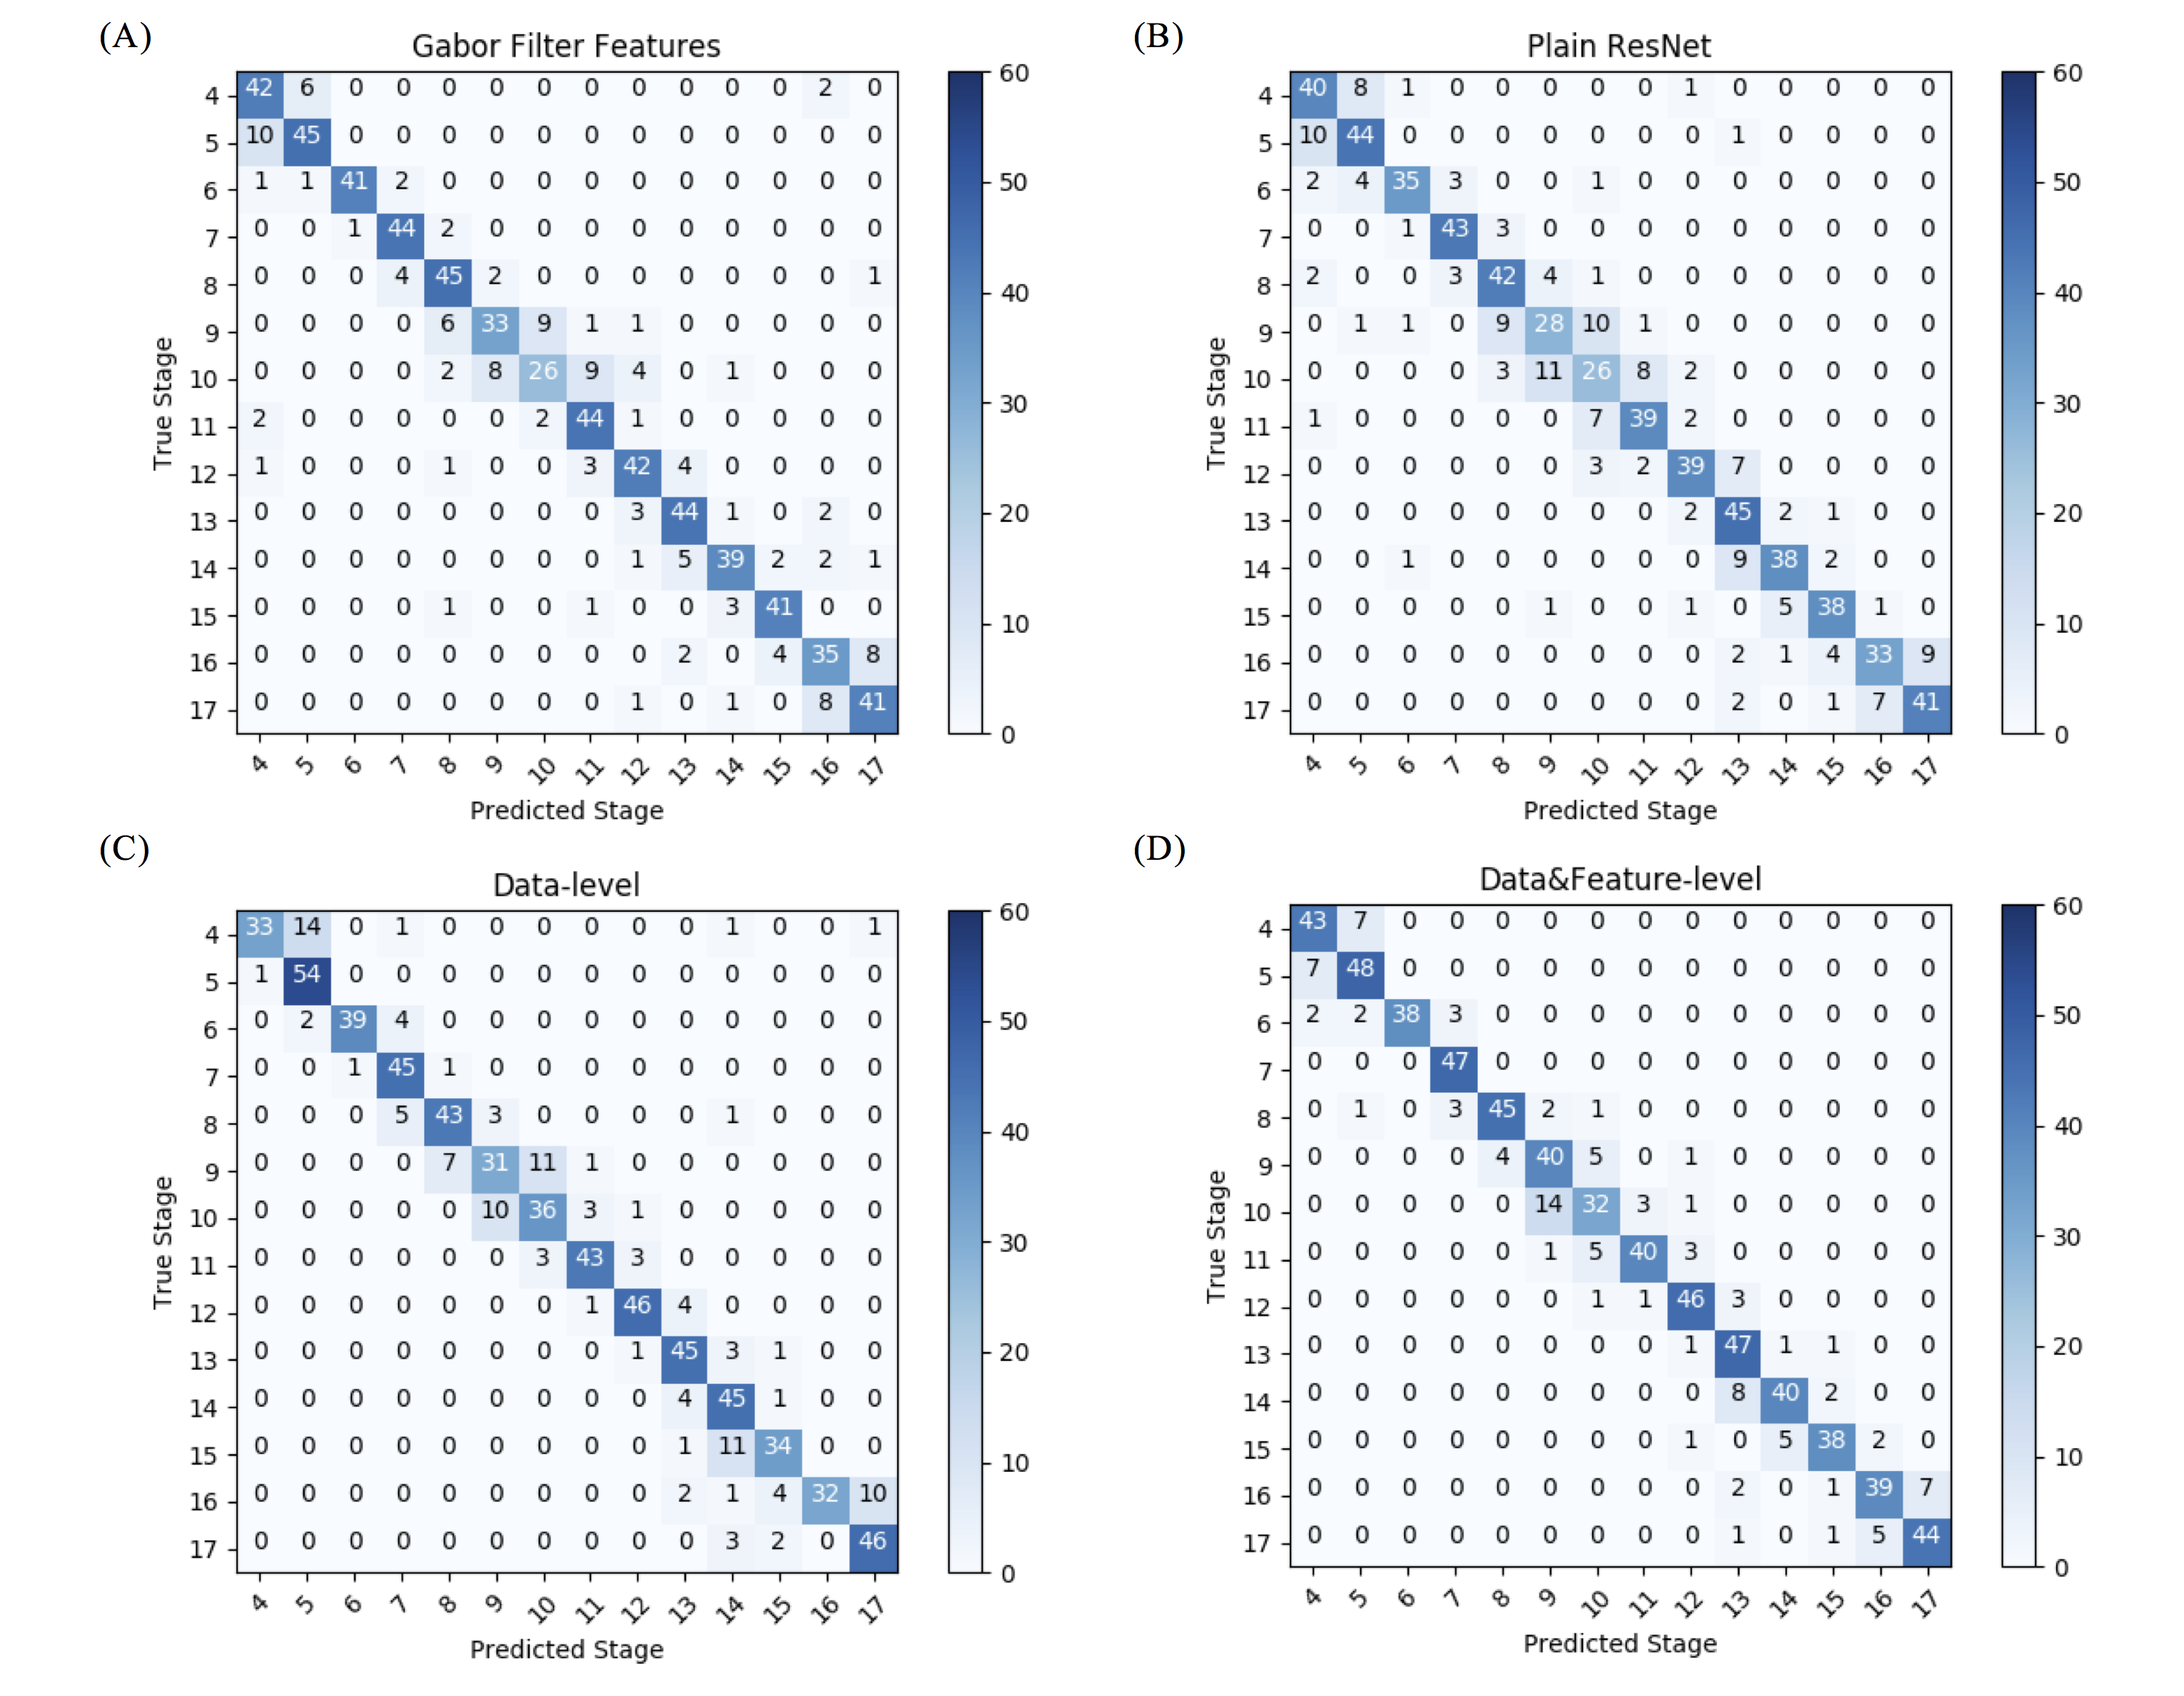 (A)
Gabor Filter Features
4 42 6 0 0 0 0 0 0 0 0 0 0 2 0
5 10 45 0 0 0 0 0 0 0 0 0 0 0 0
6 1 1 41 2 0 0 0 0 0 0 0 0 0 0
7 0 0 1 44 2 0 0 0 0 0 0 0 0 0
8 0 0 0 4 45 2 0 0 0 0 0 0 0 1
9 0 0 0 0 6 33 9 1 1 0 0 0 0 0
10 0 0 0 0 2 8 26 9 4 0 1 0 0 0
11 2 0 0 0 0 0 2 44 1 0 0 0 0 0
12 1 0 0 0 1 0 0 3 42 4 0 0 0 0
13 0 0 0 0 0 0 0 0 3 44 1 0 2 0
14 0 0 0 0 0 0 0 0 1 5 39 2 2 1
15 0 0 0 0 1 0 0 1 0 0 3 41 0 0
16 0 0 0 0 0 0 0 0 0 2 0 4 35 8
17 0 0 0 0 0 0 0 0 1 0 1 0 8 41
4 5 6 7 8 9 10 11 12 13 14 15 16 17
Predicted Stage
True Stage
60
50
40
30
20
10
0
(B)
Plain ResNet
4 40 8 1 0 0 0 0 0 1 0 0 0 0 0
5 10 44 0 0 0 0 0 0 0 1 0 0 0 0
6 2 4 35 3 0 0 1 0 0 0 0 0 0 0
7 0 0 1 43 3 0 0 0 0 0 0 0 0 0
8 2 0 0 3 42 4 1 0 0 0 0 0 0 0
9 0 1 1 0 9 28 10 1 0 0 0 0 0 0
10 0 0 0 0 3 11 26 8 2 0 0 0 0 0
11 1 0 0 0 0 0 7 39 2 0 0 0 0 0
12 0 0 0 0 0 0 3 2 39 7 0 0 0 0
13 0 0 0 0 0 0 0 0 2 45 2 1 0 0
14 0 0 1 0 0 0 0 0 0 9 38 2 0 0
15 0 0 0 0 0 1 0 0 1 0 5 38 1 0
16 0 0 0 0 0 0 0 0 0 2 1 4 33 9
17 0 0 0 0 0 0 0 0 0 2 0 1 7 41
4 5 6 7 8 9 10 11 12 13 14 15 16 17
Predicted Stage
True Stage
60
50
40
30
20
10
0
(C)
Data-level
4 33 14 0 1 0 0 0 0 0 0 1 0 0 1
5 1 54 0 0 0 0 0 0 0 0 0 0 0 0
6 0 2 39 4 0 0 0 0 0 0 0 0 0 0
7 0 0 1 45 1 0 0 0 0 0 0 0 0 0
8 0 0 0 5 43 3 0 0 0 0 1 0 0 0
9 0 0 0 0 7 31 11 1 0 0 0 0 0 0
10 0 0 0 0 0 10 36 3 1 0 0 0 0 0
11 0 0 0 0 0 0 3 43 3 0 0 0 0 0
12 0 0 0 0 0 0 0 1 46 4 0 0 0 0
13 0 0 0 0 0 0 0 0 1 45 3 1 0 0
14 0 0 0 0 0 0 0 0 0 4 45 1 0 0
15 0 0 0 0 0 0 0 0 0 1 11 34 0 0
16 0 0 0 0 0 0 0 0 0 2 1 4 32 10
17 0 0 0 0 0 0 0 0 0 0 3 2 0 46
4 5 6 7 8 9 10 11 12 13 14 15 16 17
Predicted Stage
True Stage
60
50
40
30
20
10
0
(D)
Data&Feature-level
4 43 7 0 0 0 0 0 0 0 0 0 0 0 0
5 7 48 0 0 0 0 0 0 0 0 0 0 0 0
6 2 2 38 3 0 0 0 0 0 0 0 0 0 0
7 0 0 0 47 0 0 0 0 0 0 0 0 0 0
8 0 1 0 3 45 2 1 0 0 0 0 0 0 0
9 0 0 0 0 4 40 5 0 1 0 0 0 0 0
10 0 0 0 0 0 14 32 3 1 0 0 0 0 0
11 0 0 0 0 0 1 5 40 3 0 0 0 0 0
12 0 0 0 0 0 0 1 1 46 3 0 0 0 0
13 0 0 0 0 0 0 0 0 1 47 1 1 0 0
14 0 0 0 0 0 0 0 0 0 8 40 2 0 0
15 0 0 0 0 0 0 0 0 1 0 5 38 2 0
16 0 0 0 0 0 0 0 0 0 2 0 1 39 7
17 0 0 0 0 0 0 0 0 0 1 0 1 5 44
4 5 6 7 8 9 10 11 12 13 14 15 16 17
Predicted Stage
True Stage
60
50
40
30
20
10
0